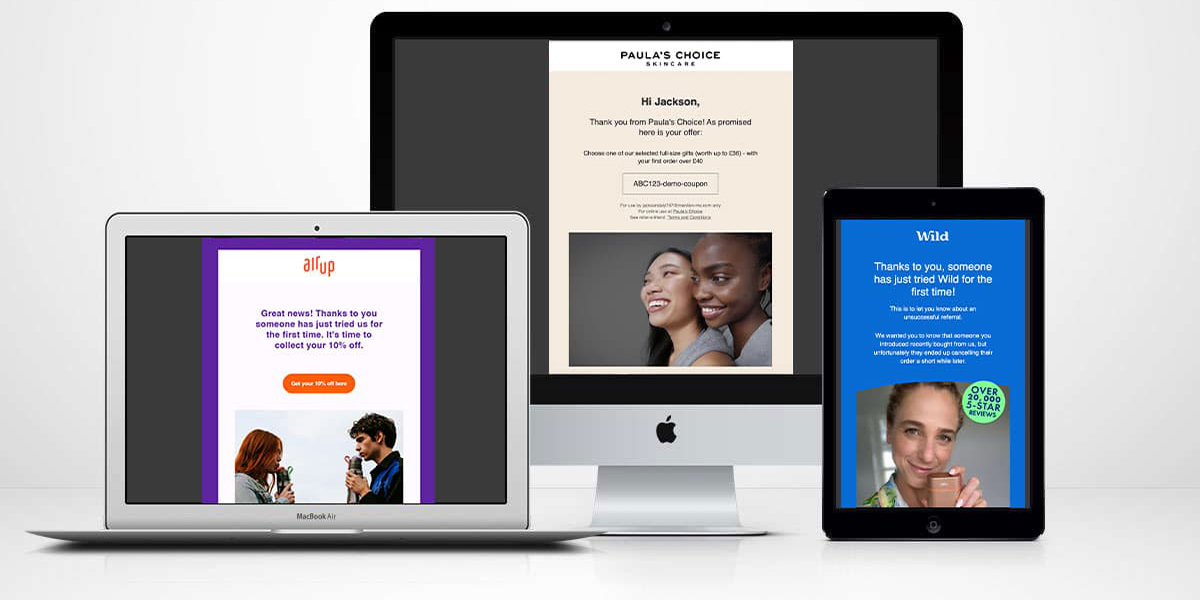 PAULA'S CHOICE
SKINCARE
Hi Jackson,
Thank you from Paula's Choice! As promised
here is your offer:
Choose one of our selected full-size gifts (worth up to £36) - with
your first order over £40
ABC123-demo-coupon
For online use at Paula's Choice
Terms and Conditions
air up
Great news! Thanks to you
someone has just tried us for
the first time. It's time to
collect your 10% off.
Get your 10% off here
MacBook Air
Wild
Thanks to you, someone
has just tried Wild for the
first time!
This is to let you know about an
unsuccessful referral.
We wanted you to know that someone you
introduced recently bought from us, but
unfortunately they ended up cancelling their
order a short while later.
OVER
20,000
5-STAR
REVIEWS